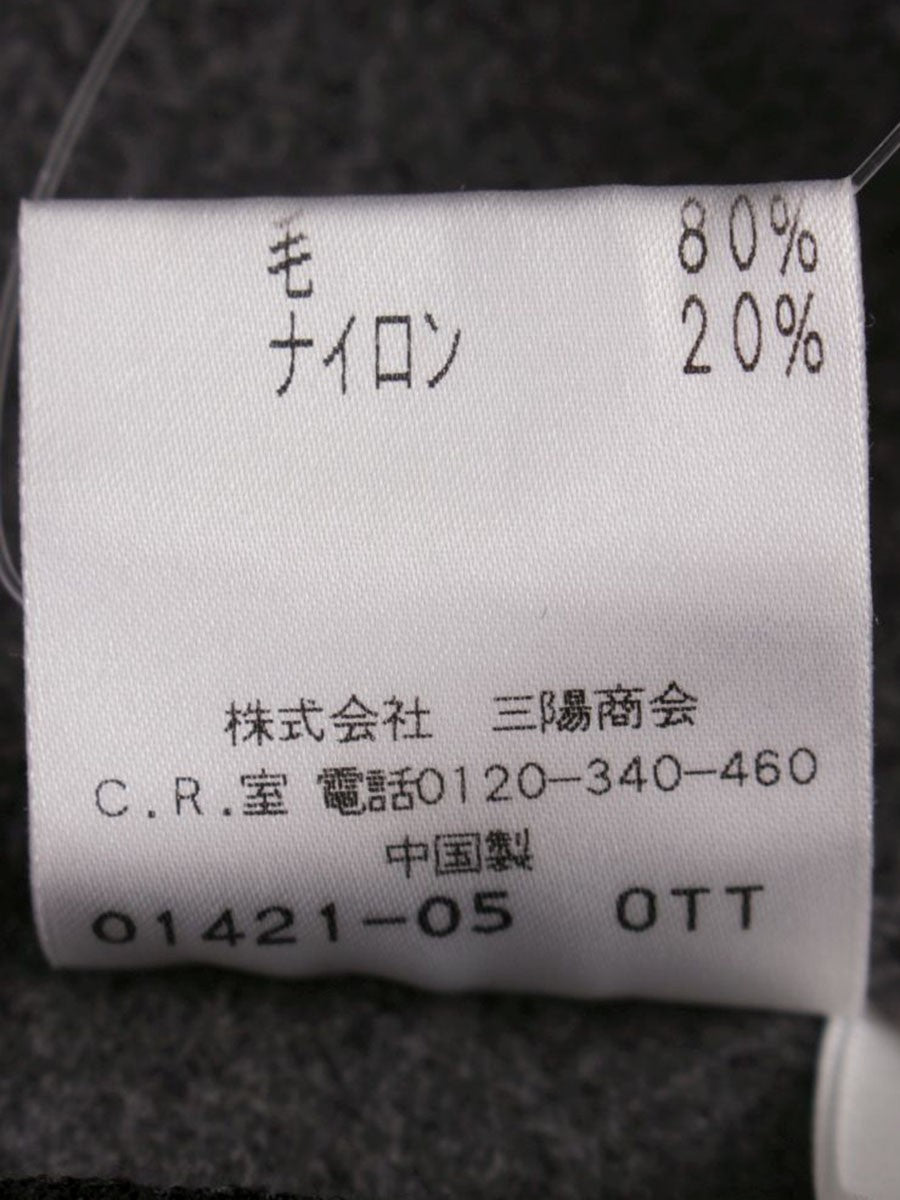 毛 80%
ナイロン 20%
株式会社 三陽商会
C.R.室 電話0120-340-460
中国製
01421-05 OTT